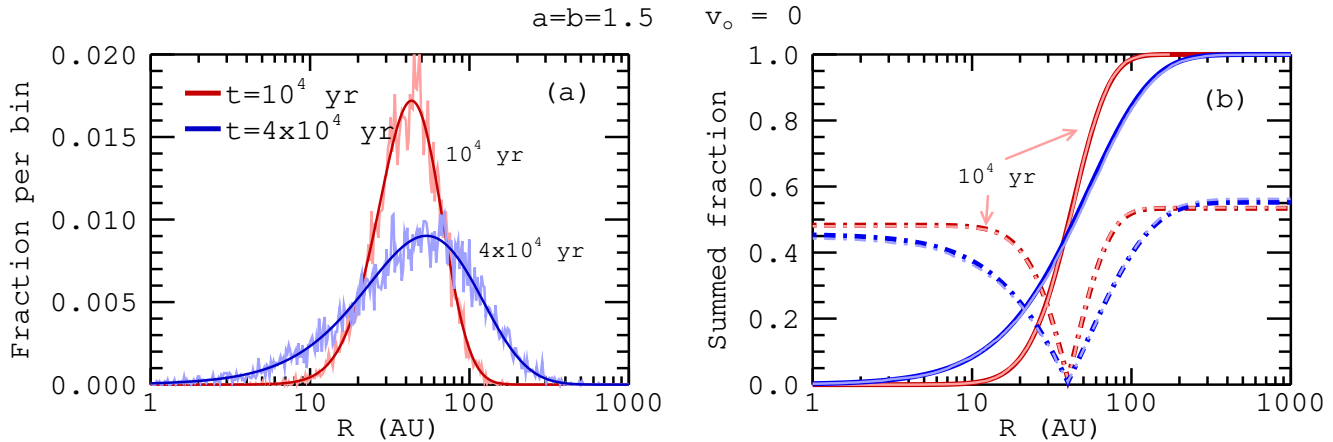 a=b=1.5 vₒ = 0
Fraction per bin
0.020
0.015
0.010
0.005
0.000
t=10⁴ yr
t=4x10⁴ yr
(a)
10⁴ yr
4x10⁴ yr
1 10 100 1000
R (AU)
Summed fraction
1.0
0.8
0.6
0.4
0.2
0.0
(b)
10⁴ yr
1 10 100 1000
R (AU)